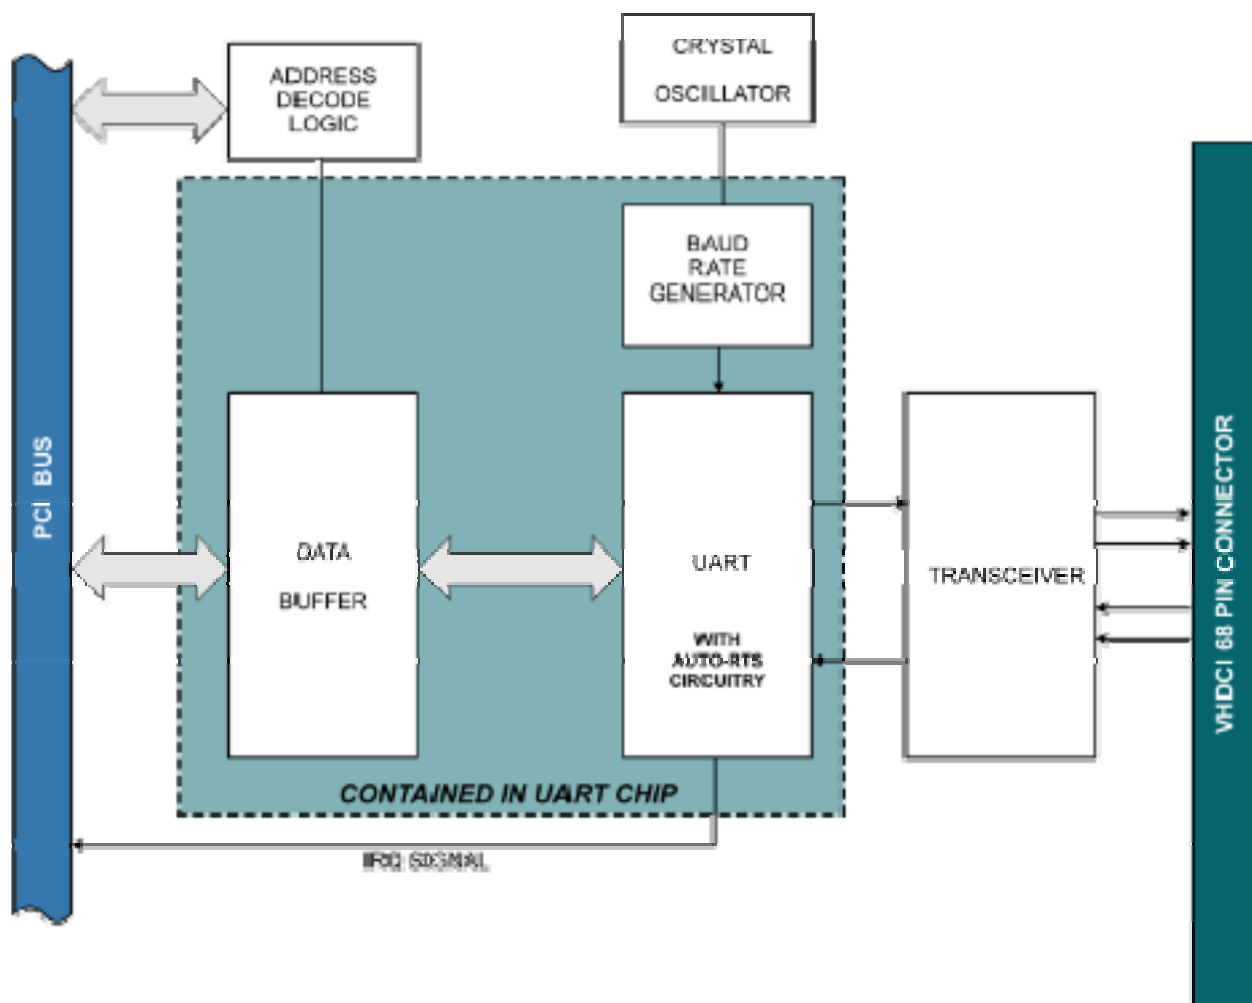 ADDRESS
DECODE
LOGIC
CRYSTAL
OSCILLATOR
BAUD
RATE
GENERATOR
PCI BUS
DATA
BUFFER
UART
WITH
AUTO-RTS
CIRCUITRY
TRANSCEIVER
VHDCI 68 PIN CONNECTOR
CONTAINED IN UART CHIP
IRQ SIGNAL